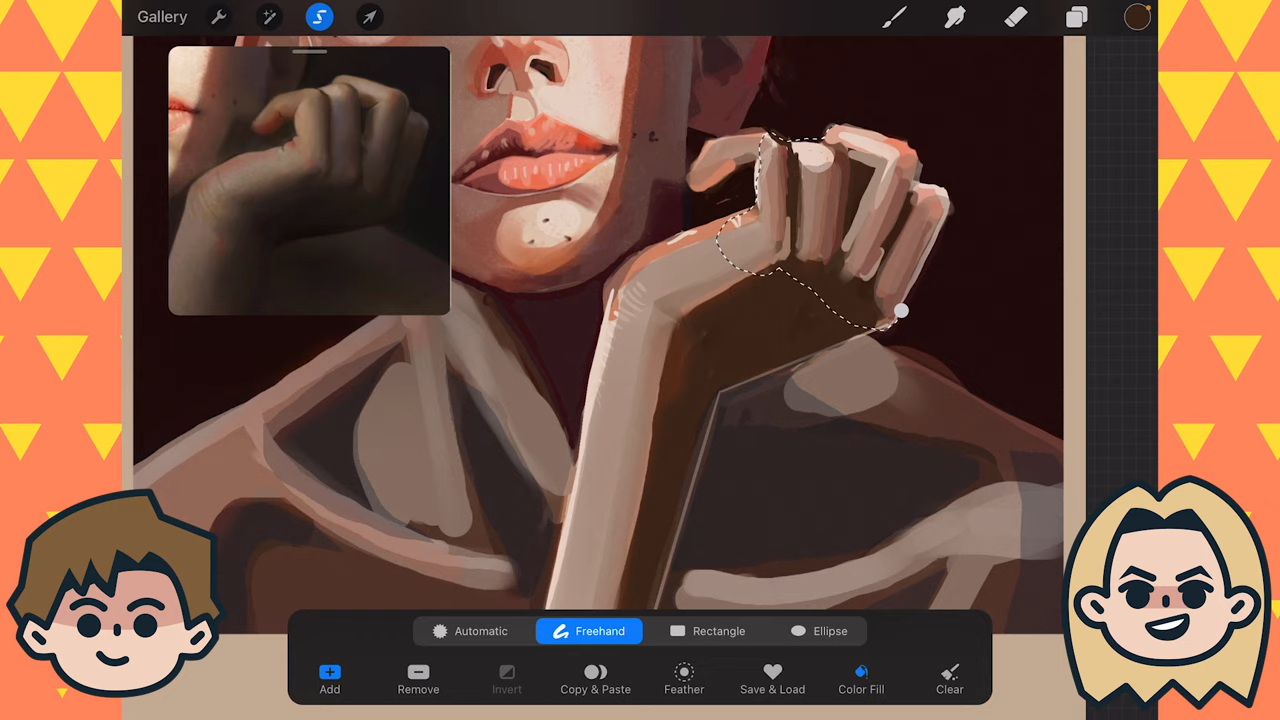 Gallery
Automatic Freehand Rectangle Ellipse
Add Remove Invert Copy & Paste Feather Save & Load Color Fill Clear